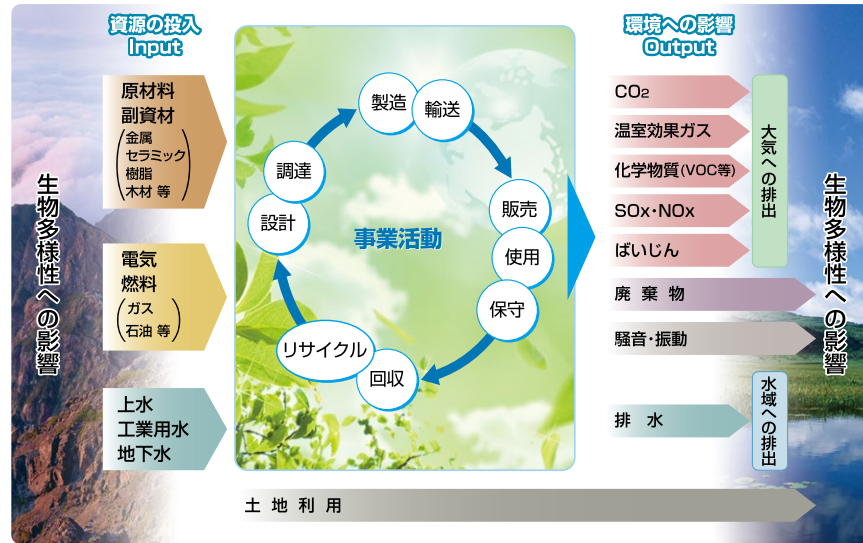 資源の投入
Input
生物多様性への影響
原材料
副資材
(金属
セラミック
樹脂
木材 等)
電気
燃料
(ガス
石油 等)
上水
工業用水
地下水
事業活動
製造
輸送
販売
使用
保守
回収
リサイクル
設計
調達
環境への影響
Output
CO2
温室効果ガス
化学物質(VOC等)
SOx・NOx
ばいじん
大気への排出
廃棄物
騒音・振動
排水
水域への排出
生物多様性への影響
土地利用